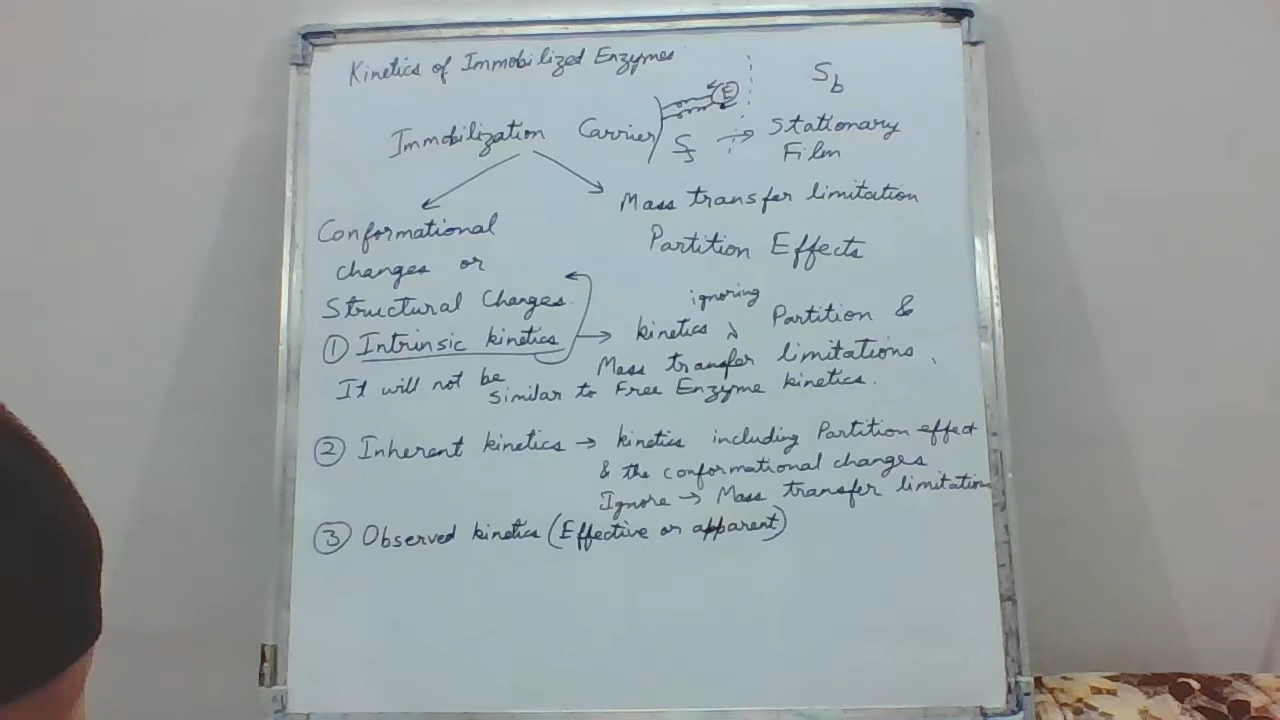 Kinetics of Immobilized Enzymes
E
Sb
Immobilization Carrier
S → Stationary
Film
Mass transfer limitation
Partition Effects
Conformational
changes or
Structural Changes.
① Intrinsic kinetics → kinetics ignoring Partition &
Mass transfer limitations.
It will not be
similar to Free Enzyme kinetics.
② Inherent kinetics → kinetics including Partition effect
& the conformational changes
Ignore → Mass transfer limitation
③ Observed kinetics (Effective or apparent)